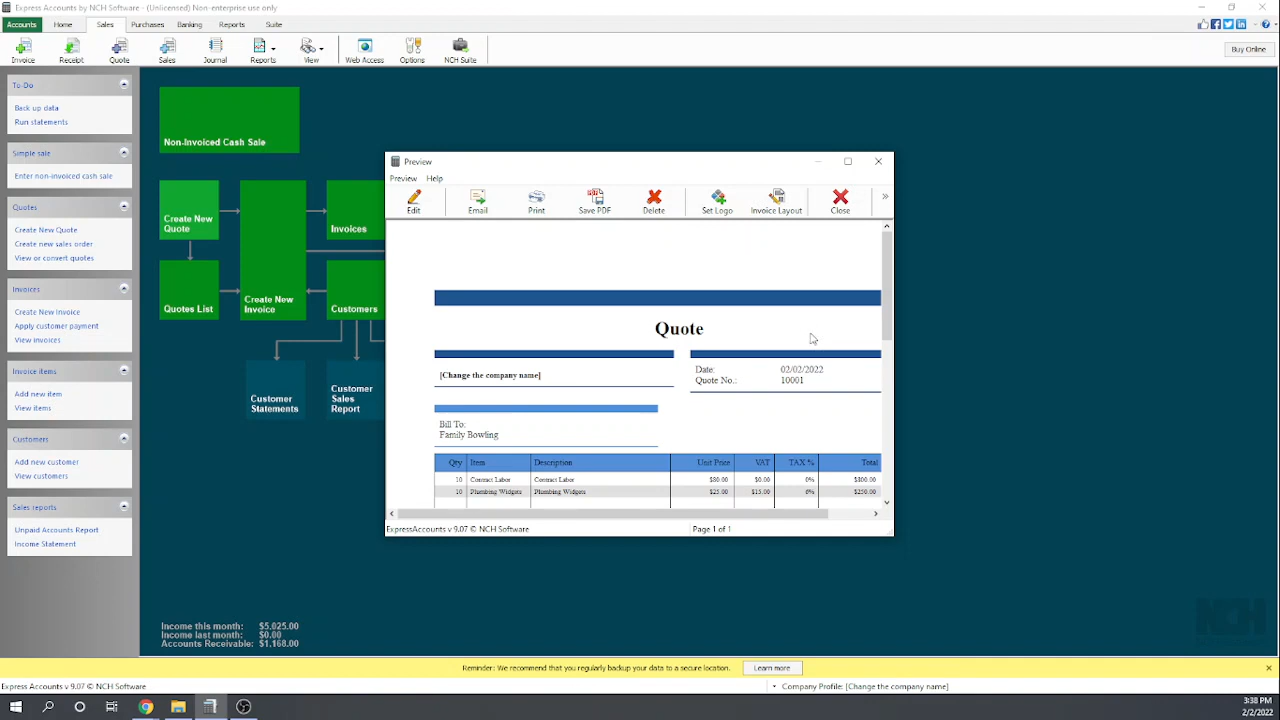 Express Accounts by NCH Software - (Unlicensed) Non-enterprise use only
Accounts Home Sales Purchases Banking Reports Suite
Invoice Receipt Quote Sales Journal Reports View Web Access Options NCH Suite Buy Online
To-Do
Back up data
Run statements
Simple sale
Enter non-invoiced cash sale
Quotes
Create New Quote
Create new sales order
View or convert quotes
Invoices
Create New Invoice
Apply customer payment
View invoices
Invoice items
Add new item
View items
Customers
Add new customer
View customers
Sales reports
Unpaid Accounts Report
Income Statement
Non-Invoiced Cash Sale
Create New
Quote
Invoices
Quotes List
Create New
Invoice
Customers
Customer
Statements
Customer
Sales
Report
Preview
Preview Help
Edit Email Print Save PDF Delete Set Logo Invoice Layout Close »
Quote
[Change the company name]
Date: 02/02/2022
Quote No.: 10001
Bill To:
Family Bowling
Qty Item Description Unit Price VAT TAX % Total
10 Contract Labor Contract Labor $80.00 $0.00 0% $800.00
10 Plumbing Widgets Plumbing Widgets $25.00 $15.00 6% $250.00
ExpressAccounts v 9.07 © NCH Software Page 1 of 1
Income this month: $5,025.00
Income last month: $0.00
Accounts Receivable: $1,168.00
NCH
Reminder: We recommend that you regularly backup your data to a secure location. Learn more
Express Accounts v 9.07 © NCH Software Company Profile: [Change the company name]
3:38 PM
2/2/2022